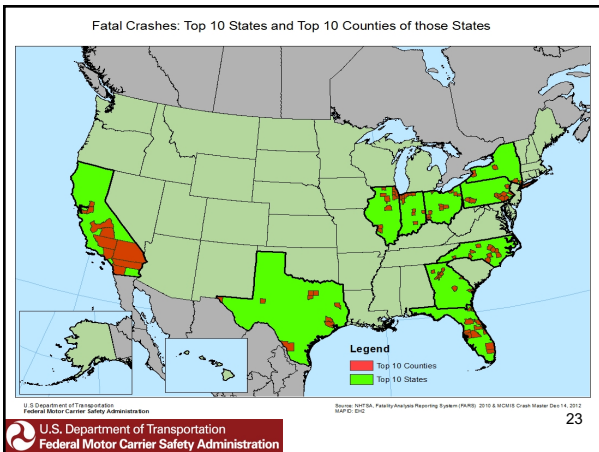 Fatal Crashes: Top 10 States and Top 10 Counties of those States
Legend
Top 10 Counties
Top 10 States
U.S Department of Transportation
Federal Motor Carrier Safety Administration
Source: NHTSA, Fatality Analysis Reporting System (FARS) 2010 & MCMIS Crash Master Dec 14, 2012
MAPID: EH2
23
U.S. Department of Transportation
Federal Motor Carrier Safety Administration